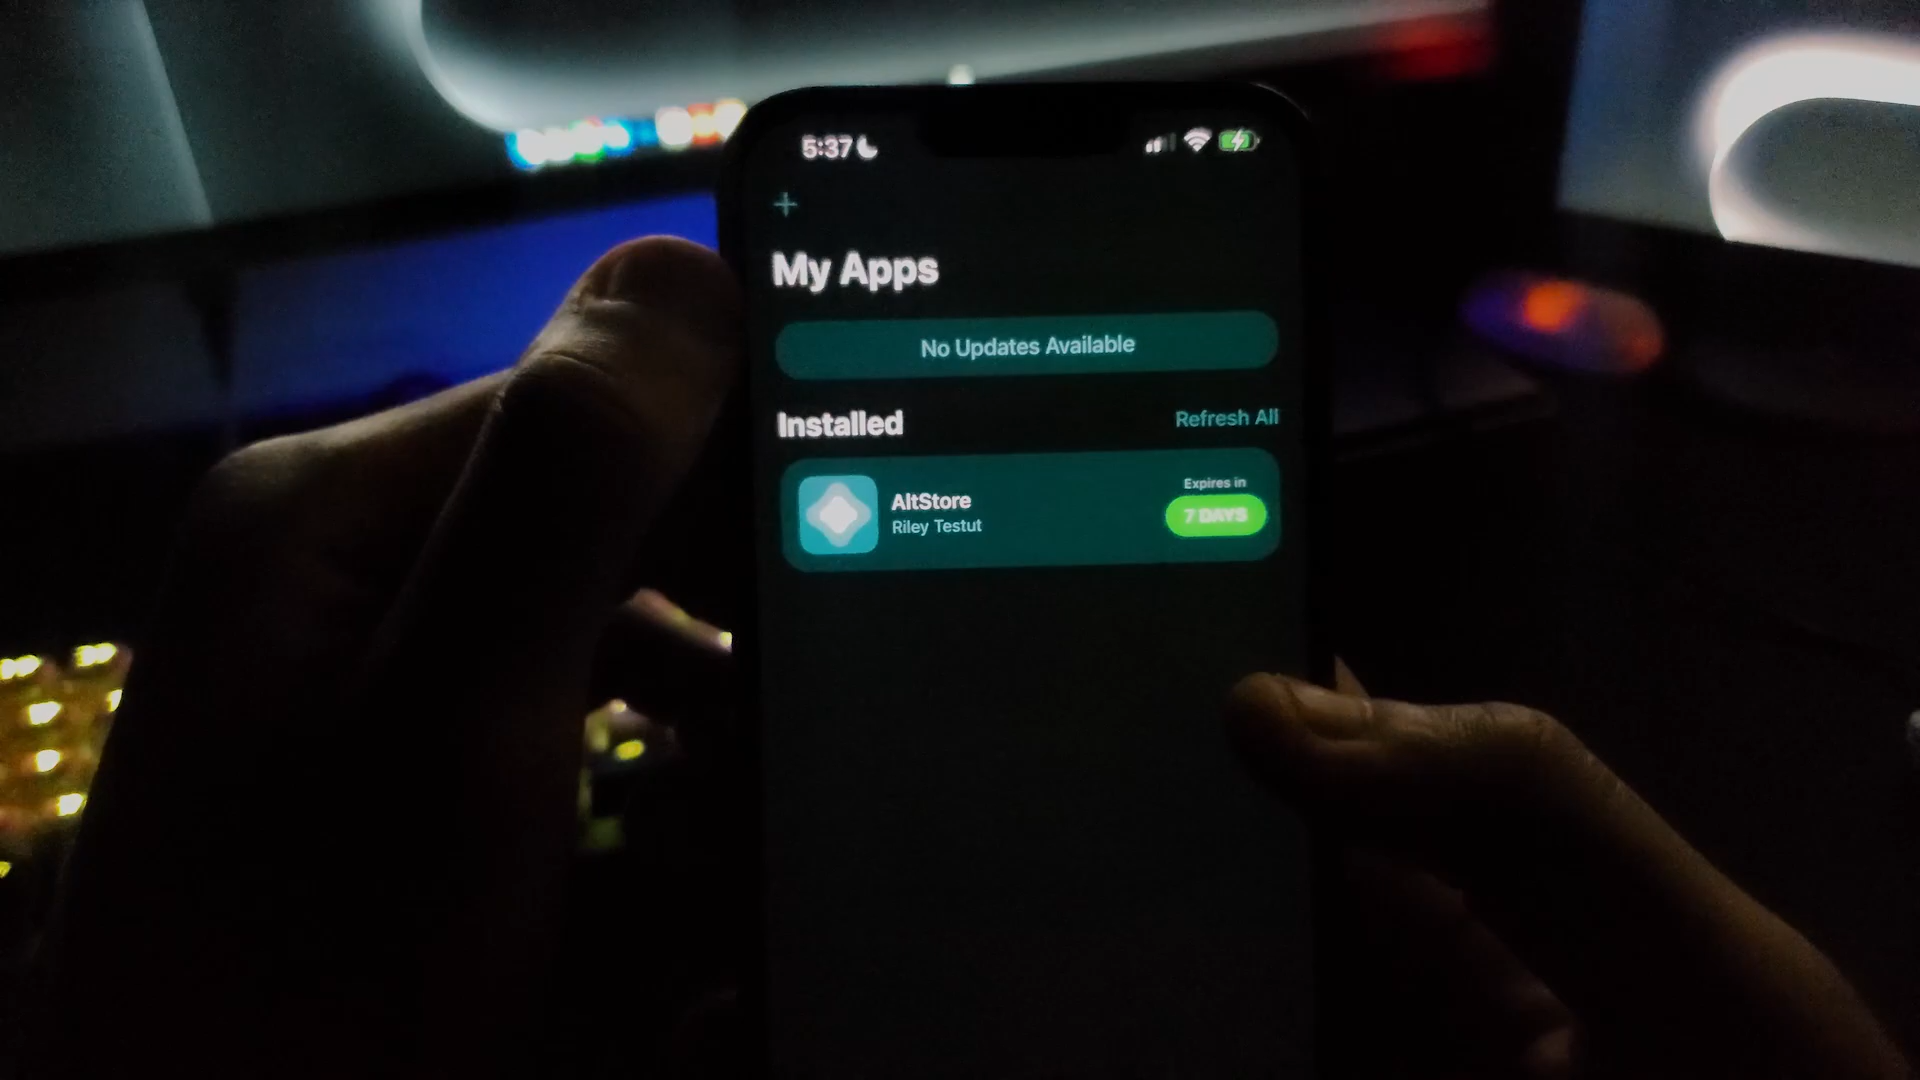 5:37
My Apps
No Updates Available
Installed
Refresh All
AltStore
Riley Testut
Expires in
7 DAYS